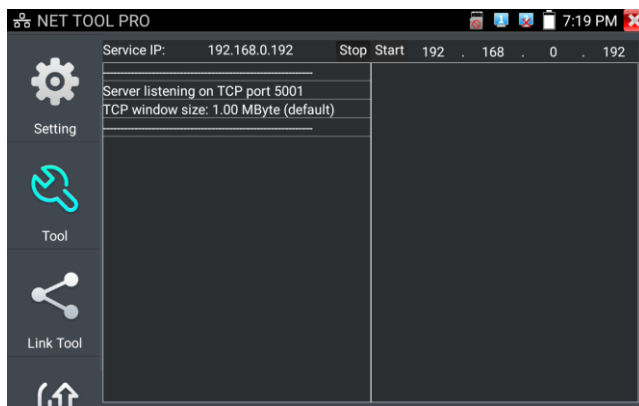 NET TOOL PRO 7:19 PM
Service IP: 192.168.0.192 Stop Start 192 . 168 . 0 . 192
Server listening on TCP port 5001
TCP window size: 1.00 MByte (default)
Setting
Tool
Link Tool